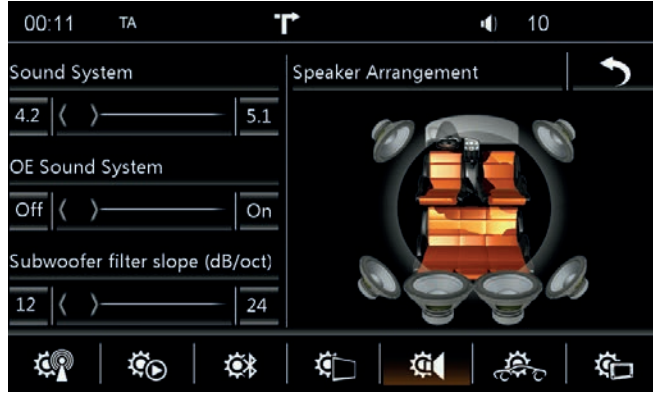 00:11 TA 10
Sound System
Speaker Arrangement
4.2 5.1
OE Sound System
Off On
Subwoofer filter slope (dB/oct)
12 24